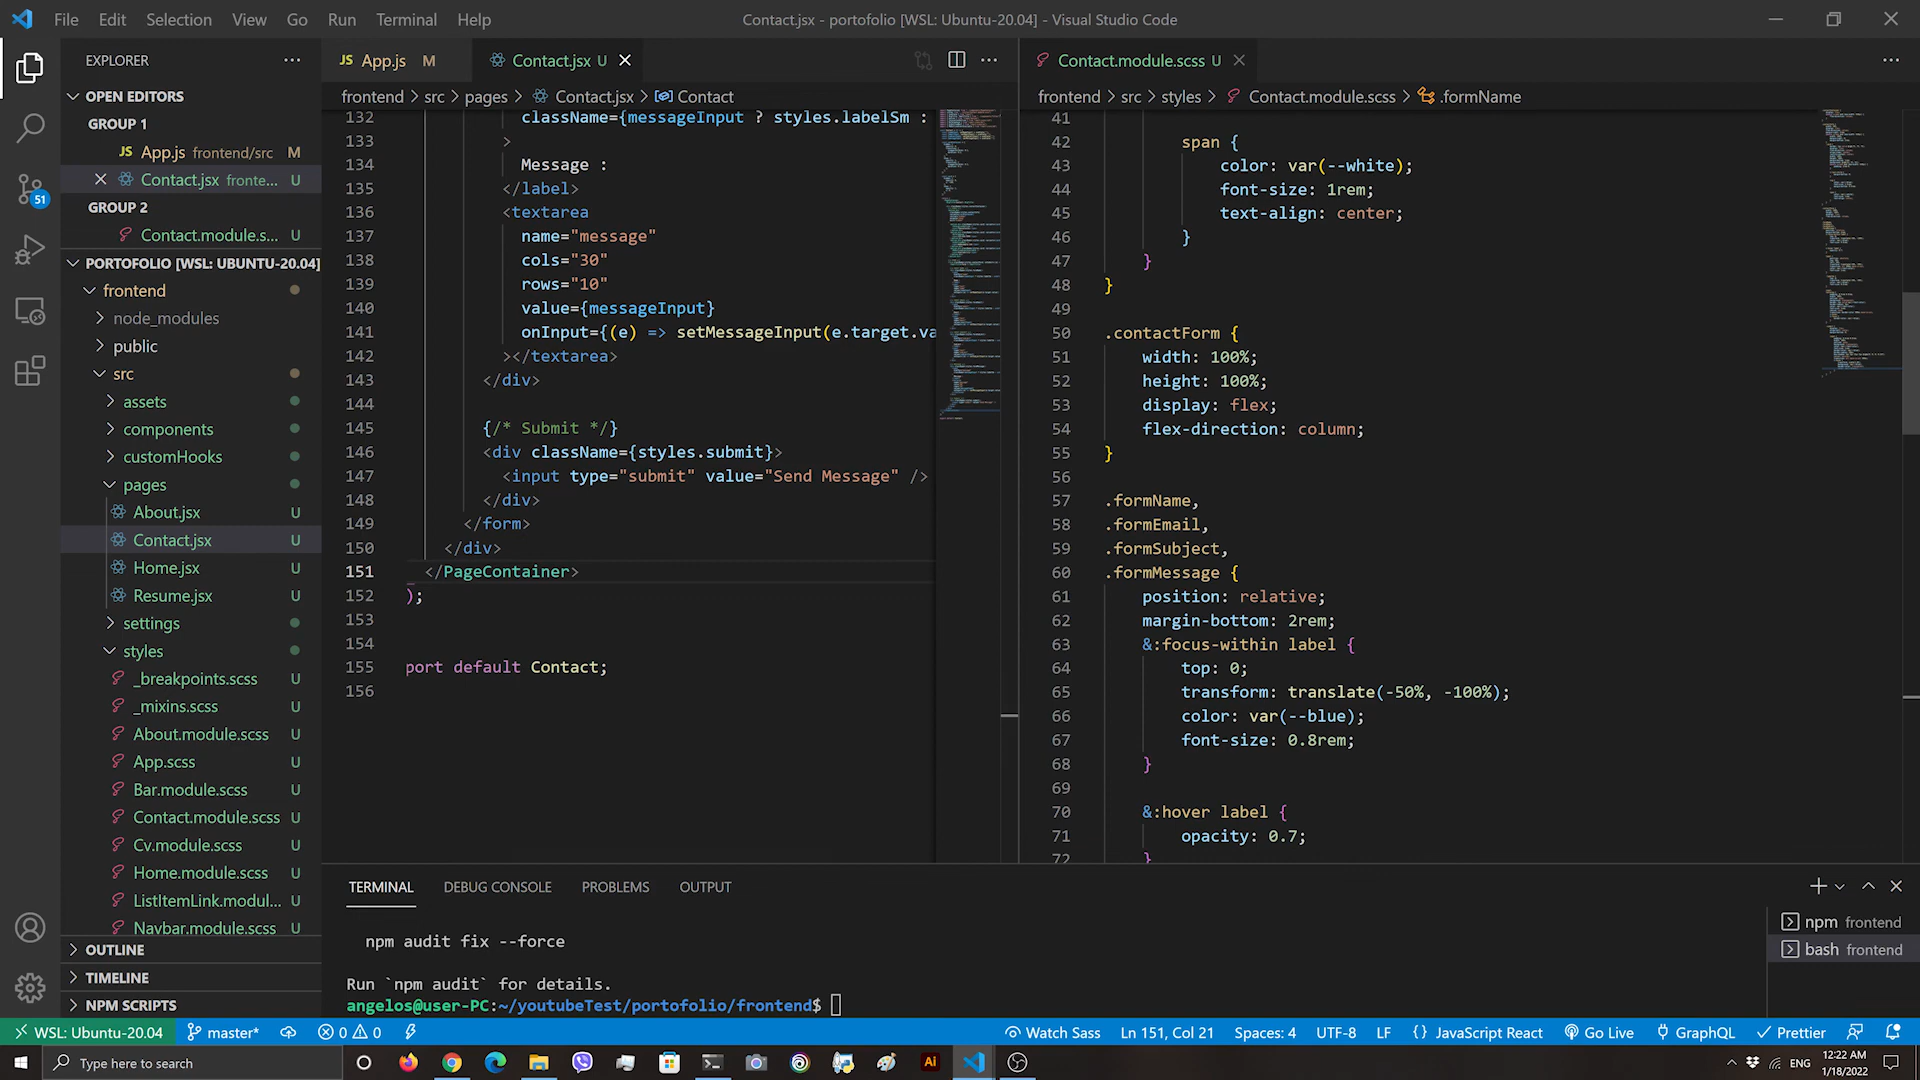 File Edit Selection View Go Run Terminal Help
Contact.jsx - portofolio [WSL: Ubuntu-20.04] - Visual Studio Code
EXPLORER
OPEN EDITORS
GROUP 1
JS App.js frontend/src M
Contact.jsx fronte... U
GROUP 2
Contact.module.s... U
PORTOFOLIO [WSL: UBUNTU-20.04]
frontend
node_modules
public
src
assets
components
customHooks
pages
About.jsx U
Contact.jsx U
Home.jsx U
Resume.jsx U
settings
styles
_breakpoints.scss U
_mixins.scss U
About.module.scss U
App.scss U
Bar.module.scss U
Contact.module.scss U
Cv.module.scss U
Home.module.scss U
ListItemLink.modul... U
Navbar.module.scss U
OUTLINE
TIMELINE
NPM SCRIPTS
51
JS App.js M
Contact.jsx U
frontend > src > pages > Contact.jsx > Contact
132 className={messageInput ? styles.labelSm :
133 >
134 Message :
135 </label>
136 <textarea
137 name="message"
138 cols="30"
139 rows="10"
140 value={messageInput}
141 onInput={(e) => setMessageInput(e.target.va
142 ></textarea>
143 </div>
144
145 {/* Submit */}
146 <div className={styles.submit}>
147 <input type="submit" value="Send Message" />
148 </div>
149 </form>
150 </div>
151 </PageContainer>
152 );
153
154
155 port default Contact;
156
Contact.module.scss U
frontend > src > styles > Contact.module.scss > .formName
41
42 span {
43 color: var(--white);
44 font-size: 1rem;
45 text-align: center;
46 }
47 }
48 }
49
50 .contactForm {
51 width: 100%;
52 height: 100%;
53 display: flex;
54 flex-direction: column;
55 }
56
57 .formName,
58 .formEmail,
59 .formSubject,
60 .formMessage {
61 position: relative;
62 margin-bottom: 2rem;
63 &:focus-within label {
64 top: 0;
65 transform: translate(-50%, -100%);
66 color: var(--blue);
67 font-size: 0.8rem;
68 }
69
70 &:hover label {
71 opacity: 0.7;
72 }
TERMINAL DEBUG CONSOLE PROBLEMS OUTPUT
npm audit fix --force
Run `npm audit` for details.
angelos@user-PC:~/youtubeTest/portofolio/frontend$
npm frontend
bash frontend
WSL: Ubuntu-20.04 master* 0 0
Watch Sass Ln 151, Col 21 Spaces: 4 UTF-8 LF {} JavaScript React Go Live GraphQL Prettier
Type here to search
Ai
ENG
12:22 AM
1/18/2022